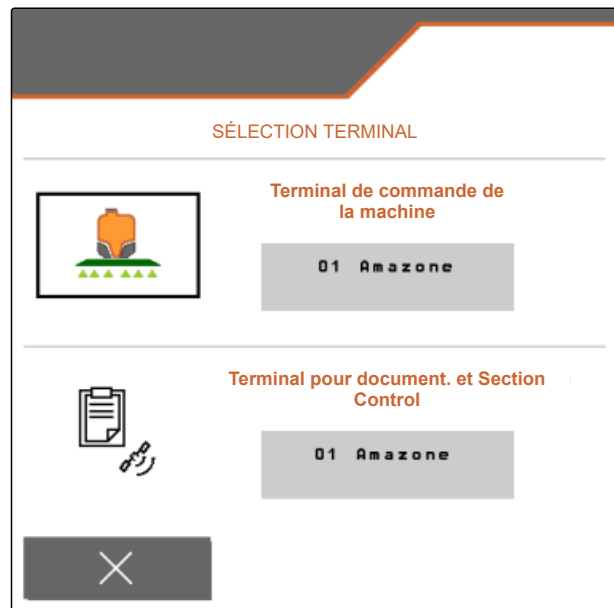 SÉLECTION TERMINAL
Terminal de commande de
la machine
01 Amazone
Terminal pour document. et Section
Control
01 Amazone